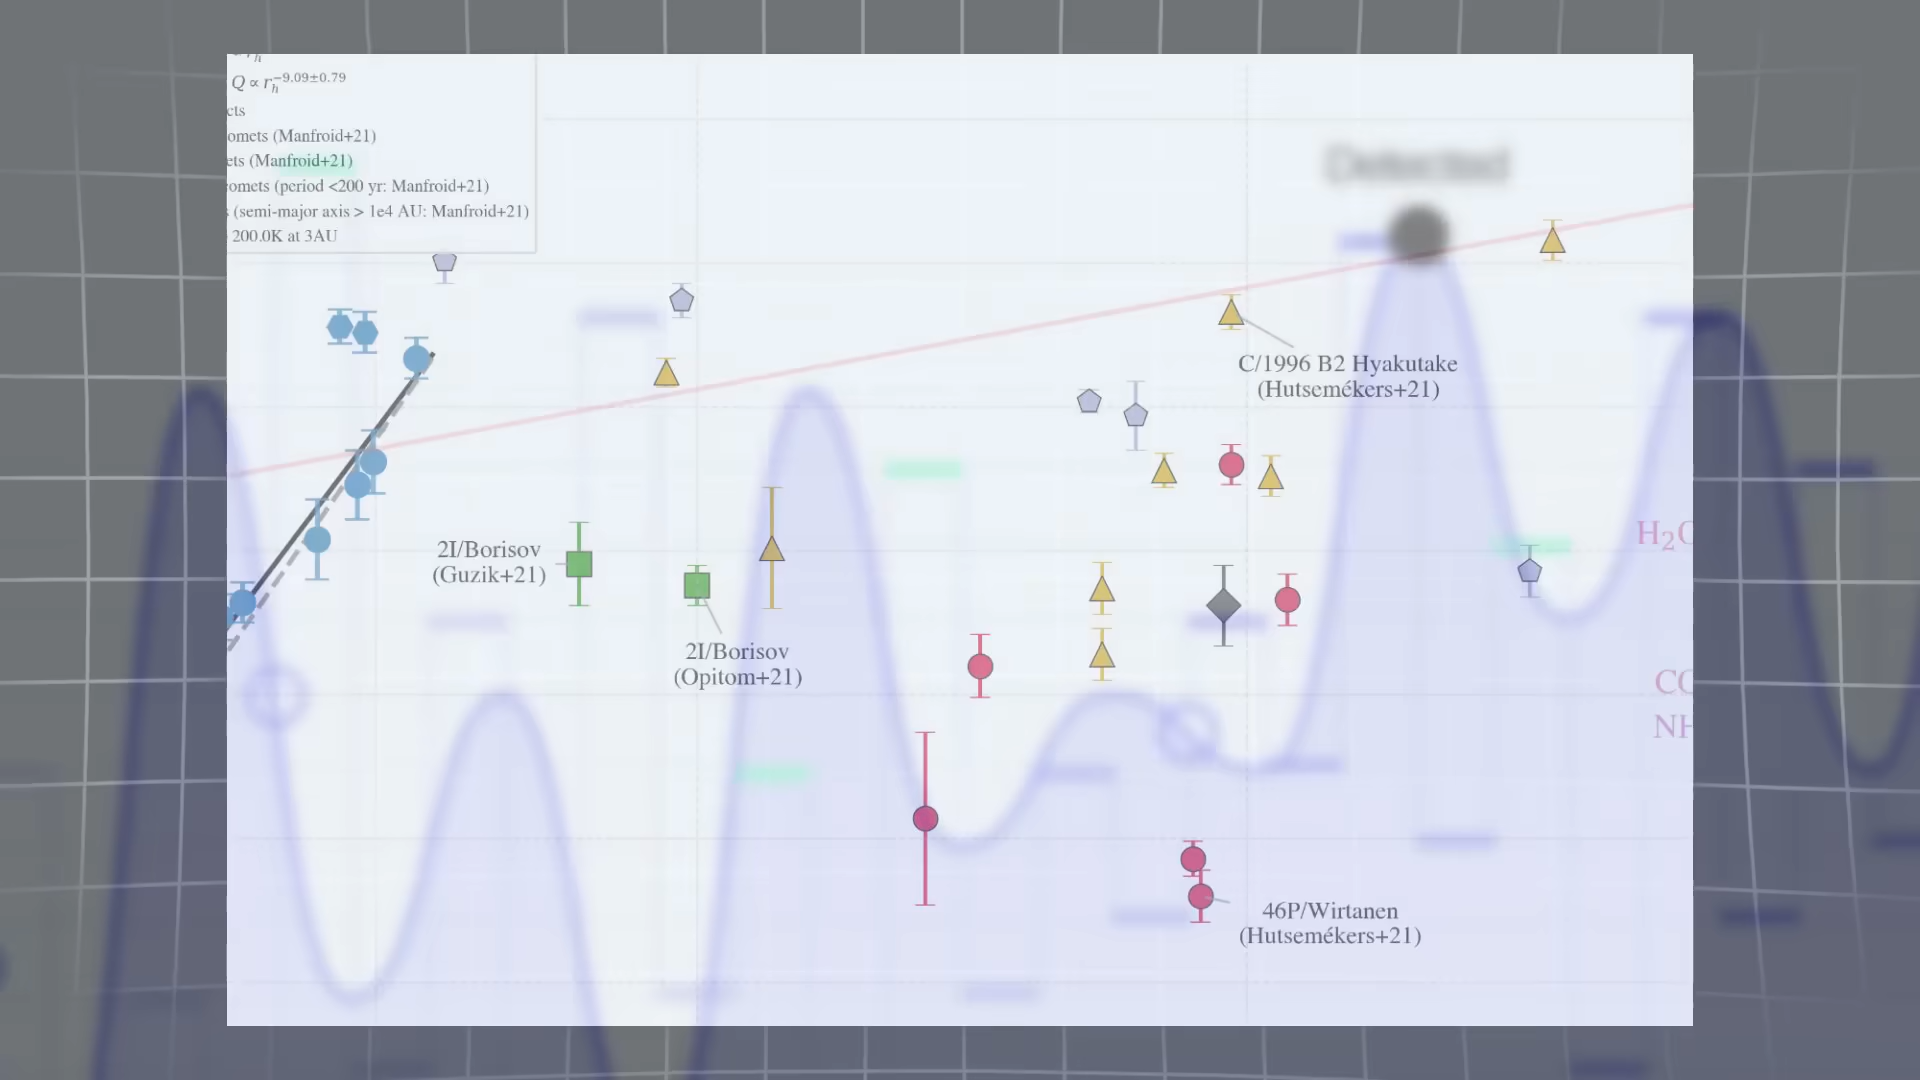 Q ∝ r_h^−9.09±0.79
cts
omets (Manfroid+21)
ets (Manfroid+21)
omets (period <200 yr: Manfroid+21)
s (semi-major axis > 1e4 AU: Manfroid+21)
200.0K at 3AU
Detected
C/1996 B2 Hyakutake
(Hutsemékers+21)
2I/Borisov
(Guzik+21)
H₂O
2I/Borisov
(Opitom+21)
CO
NH
46P/Wirtanen
(Hutsemékers+21)